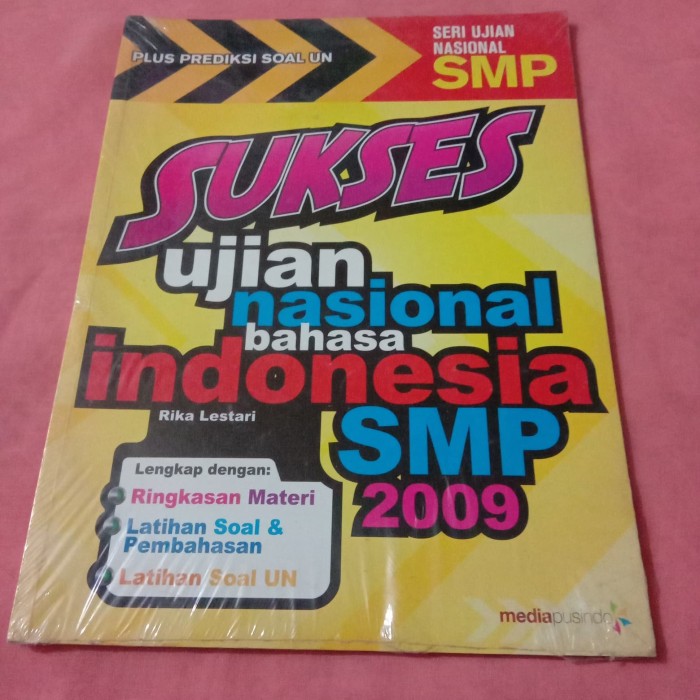 PLUS PREDIKSI SOAL UN
SERI UJIAN
NASIONAL
SMP
SUKSES
ujian
nasional
bahasa
indonesia
Rika Lestari
SMP
2009
Lengkap dengan:
Ringkasan Materi
Latihan Soal &
Pembahasan
Latihan Soal UN
mediapusindo